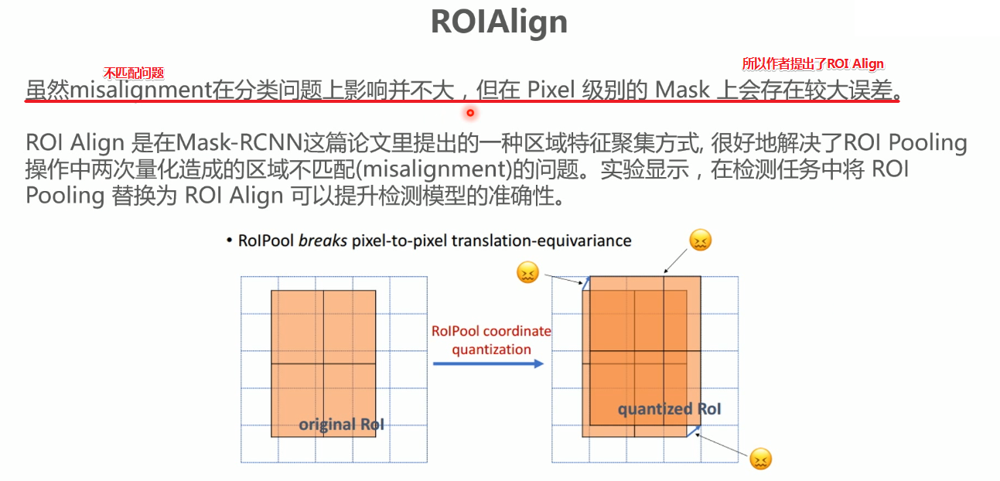 ROIAlign
不匹配问题
所以作者提出了ROI Align
虽然misalignment在分类问题上影响并不大，但在 Pixel 级别的 Mask 上会存在较大误差。
ROI Align 是在Mask-RCNN这篇论文里提出的一种区域特征聚集方式, 很好地解决了ROI Pooling
操作中两次量化造成的区域不匹配(misalignment)的问题。实验显示，在检测任务中将 ROI
Pooling 替换为 ROI Align 可以提升检测模型的准确性。
• RoIPool breaks pixel-to-pixel translation-equivariance
RoIPool coordinate
quantization
original RoI
quantized RoI